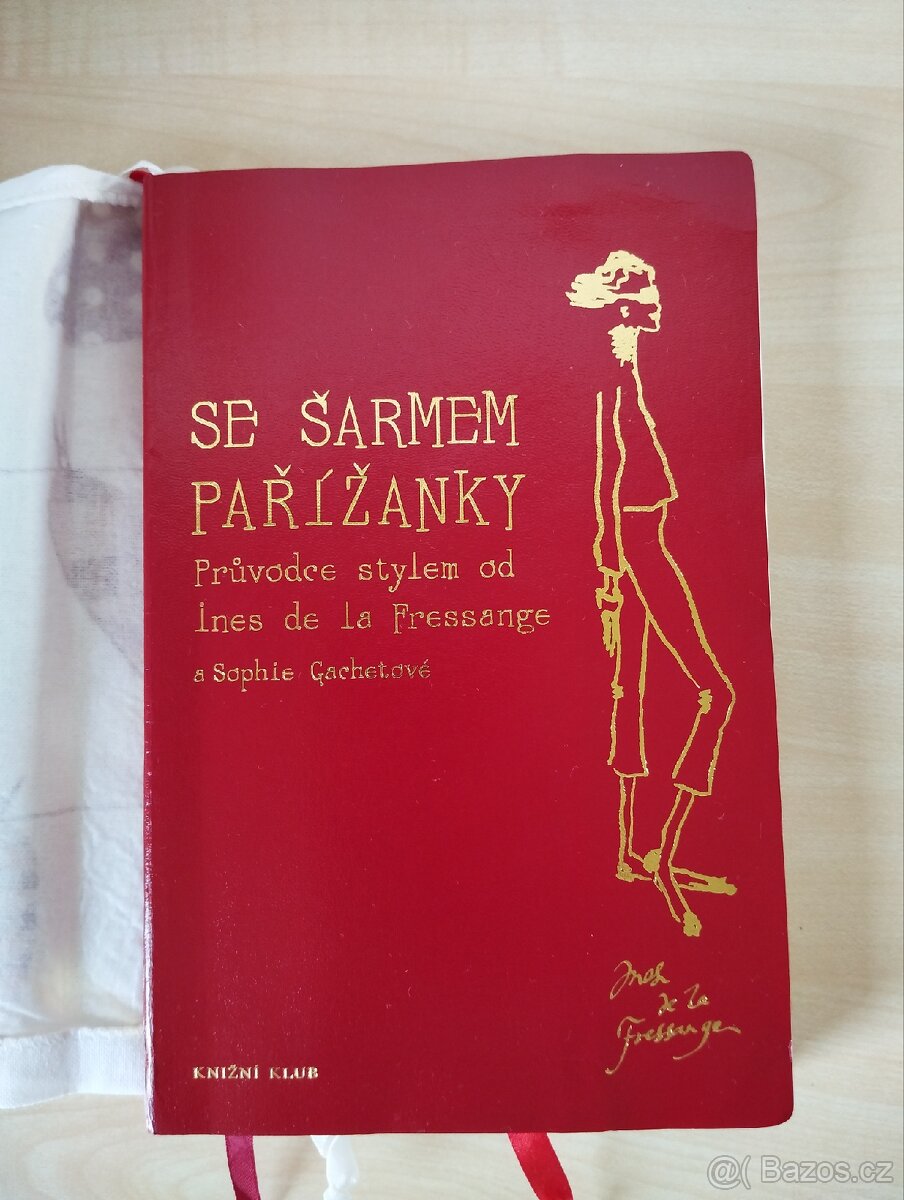 SE ŠARMEM
PAŘÍŽANKY
Průvodce stylem od
Ines de la Fressange
a Sophie Gachetové
Ines
de la
Fressange
KNIŽNÍ KLUB
@( Bazos.cz